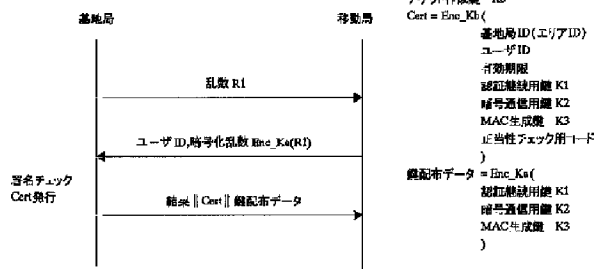 基地局
移動局
乱数 R1
ユーザ ID,暗号化乱数 Enc_Ka(R1)
署名チェック
Cert発行
結果 || Cert || 鍵配布データ
Cert = Enc_Kb(
基地局ID(エリアID)
ユーザID
有効期限
認証継続用鍵 K1
暗号通信用鍵 K2
MAC生成鍵 K3
正当性チェック用コード
)
鍵配布データ = Enc_Ka(
認証継続用鍵 K1
暗号通信用鍵 K2
MAC生成鍵 K3
)